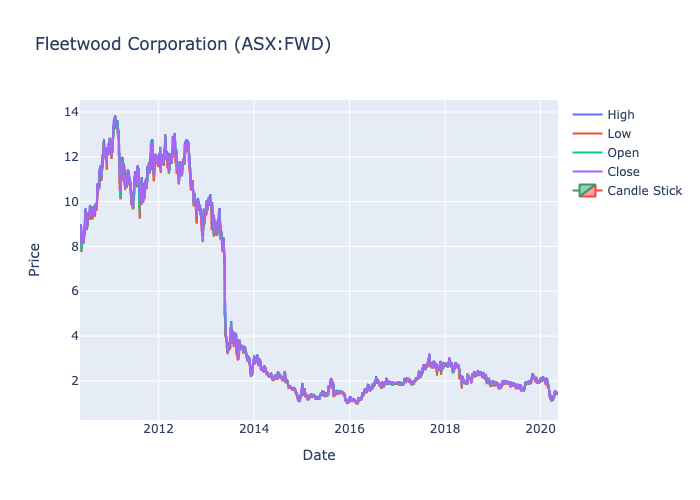 Fleetwood Corporation (ASX:FWD)
14
12
10
8
6
4
2
Price
2012
2014
2016
2018
2020
Date
High
Low
Open
Close
Candle Stick